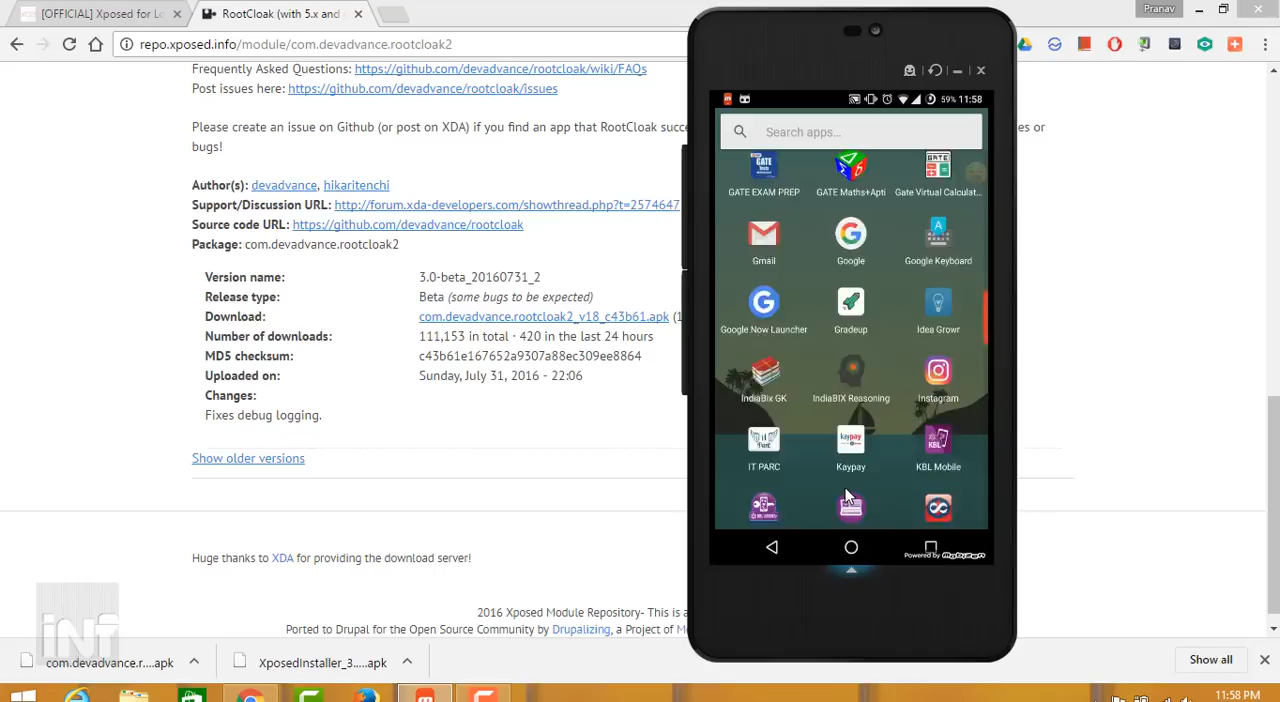 [OFFICIAL] Xposed for Lo
RootCloak (with 5.x and
Pranav
repo.xposed.info/module/com.devadvance.rootcloak2
Frequently Asked Questions: https://github.com/devadvance/rootcloak/wiki/FAQs
Post issues here: https://github.com/devadvance/rootcloak/issues
Please create an issue on Github (or post on XDA) if you find an app that RootCloak succe
es or
bugs!
Author(s): devadvance, hikaritenchi
Support/Discussion URL: http://forum.xda-developers.com/showthread.php?t=2574647
Source code URL: https://github.com/devadvance/rootcloak
Package: com.devadvance.rootcloak2
Version name: 3.0-beta_20160731_2
Release type: Beta (some bugs to be expected)
Download: com.devadvance.rootcloak2_v18_c43b61.apk (1
Number of downloads: 111,153 in total · 420 in the last 24 hours
MD5 checksum: c43b61e167652a9307a88ec309ee8864
Uploaded on: Sunday, July 31, 2016 - 22:06
Changes:
Fixes debug logging.
Show older versions
Huge thanks to XDA for providing the download server!
2016 Xposed Module Repository- This is a
Ported to Drupal for the Open Source Community by Drupalizing, a Project of M
59% 11:58
Search apps...
GATE EXAM PREP
GATE Maths+Apti
Gate Virtual Calculat...
Gmail
Google
Google Keyboard
Google Now Launcher
Gradeup
Idea Growr
IndiaBix GK
IndiaBIX Reasoning
Instagram
IT PARC
Kaypay
KBL Mobile
Powered by Mobizen
inf
com.devadvance.r....apk
XposedInstaller_3.....apk
Show all
11:58 PM